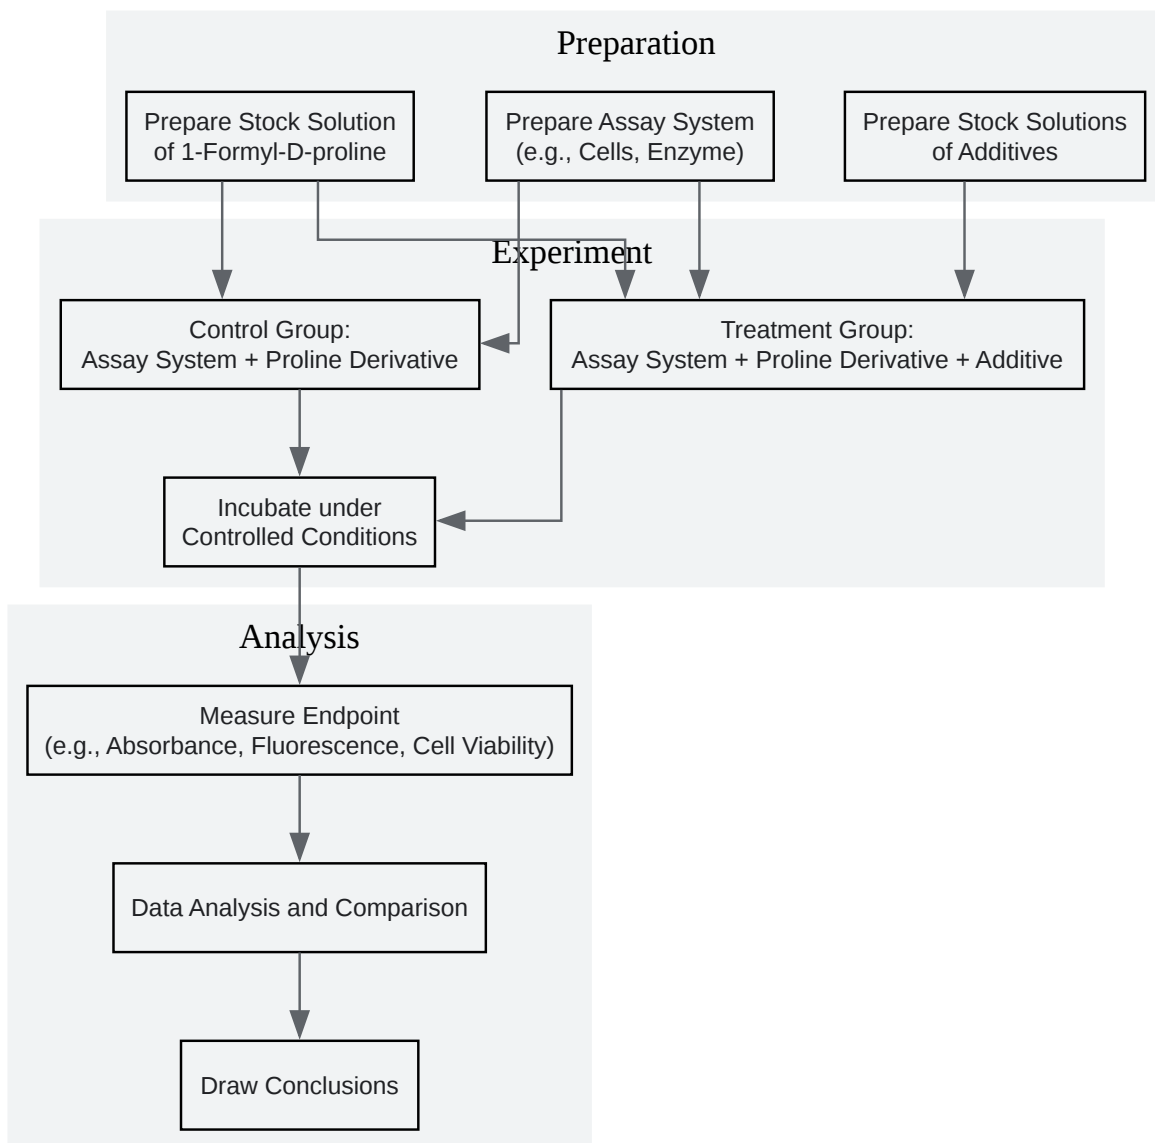 Preparation
Prepare Stock Solution
of 1-Formyl-D-proline
Prepare Assay System
(e.g., Cells, Enzyme)
Prepare Stock Solutions
of Additives
Experiment
Control Group:
Assay System + Proline Derivative
Treatment Group:
Assay System + Proline Derivative + Additive
Incubate under
Controlled Conditions
Analysis
Measure Endpoint
(e.g., Absorbance, Fluorescence, Cell Viability)
Data Analysis and Comparison
Draw Conclusions